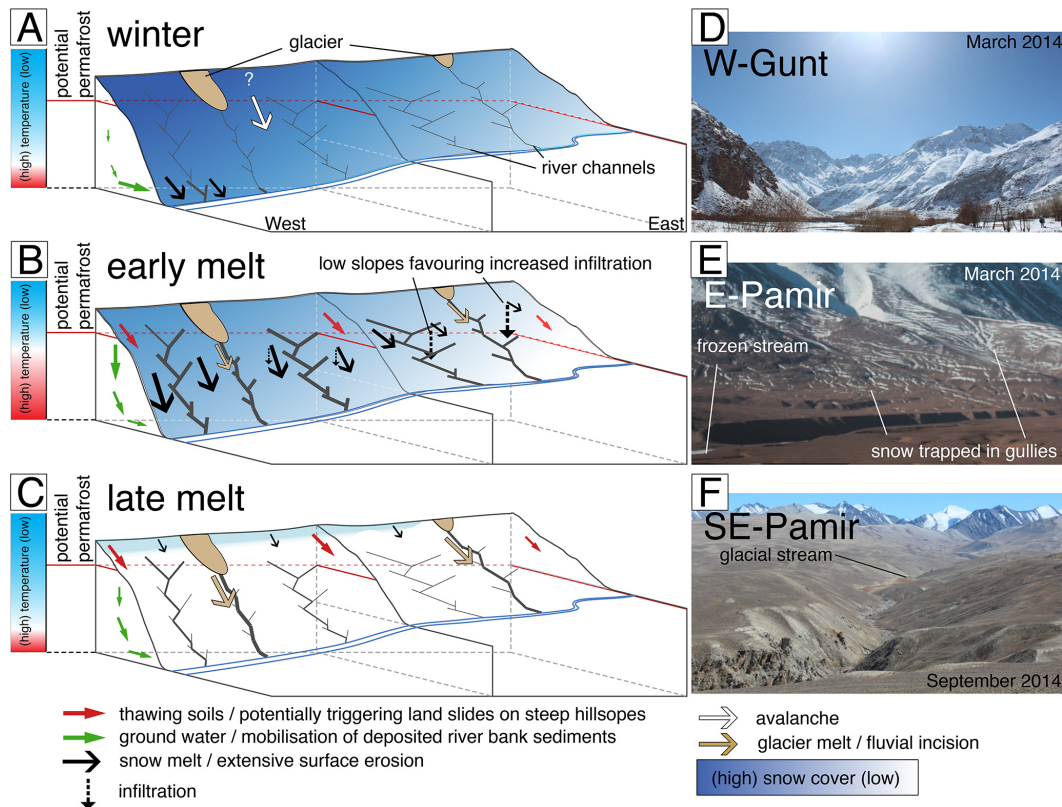 A
winter
(high) temperature (low)
potential
permafrost
glacier
?
river channels
West
East
B
early melt
(high) temperature (low)
potential
permafrost
low slopes favouring increased infiltration
C
late melt
(high) temperature (low)
potential
permafrost
D
March 2014
W-Gunt
E
March 2014
E-Pamir
frozen stream
snow trapped in gullies
F
SE-Pamir
glacial stream
September 2014
thawing soils / potentially triggering land slides on steep hillsopes
ground water / mobilisation of deposited river bank sediments
snow melt / extensive surface erosion
infiltration
avalanche
glacier melt / fluvial incision
(high) snow cover (low)